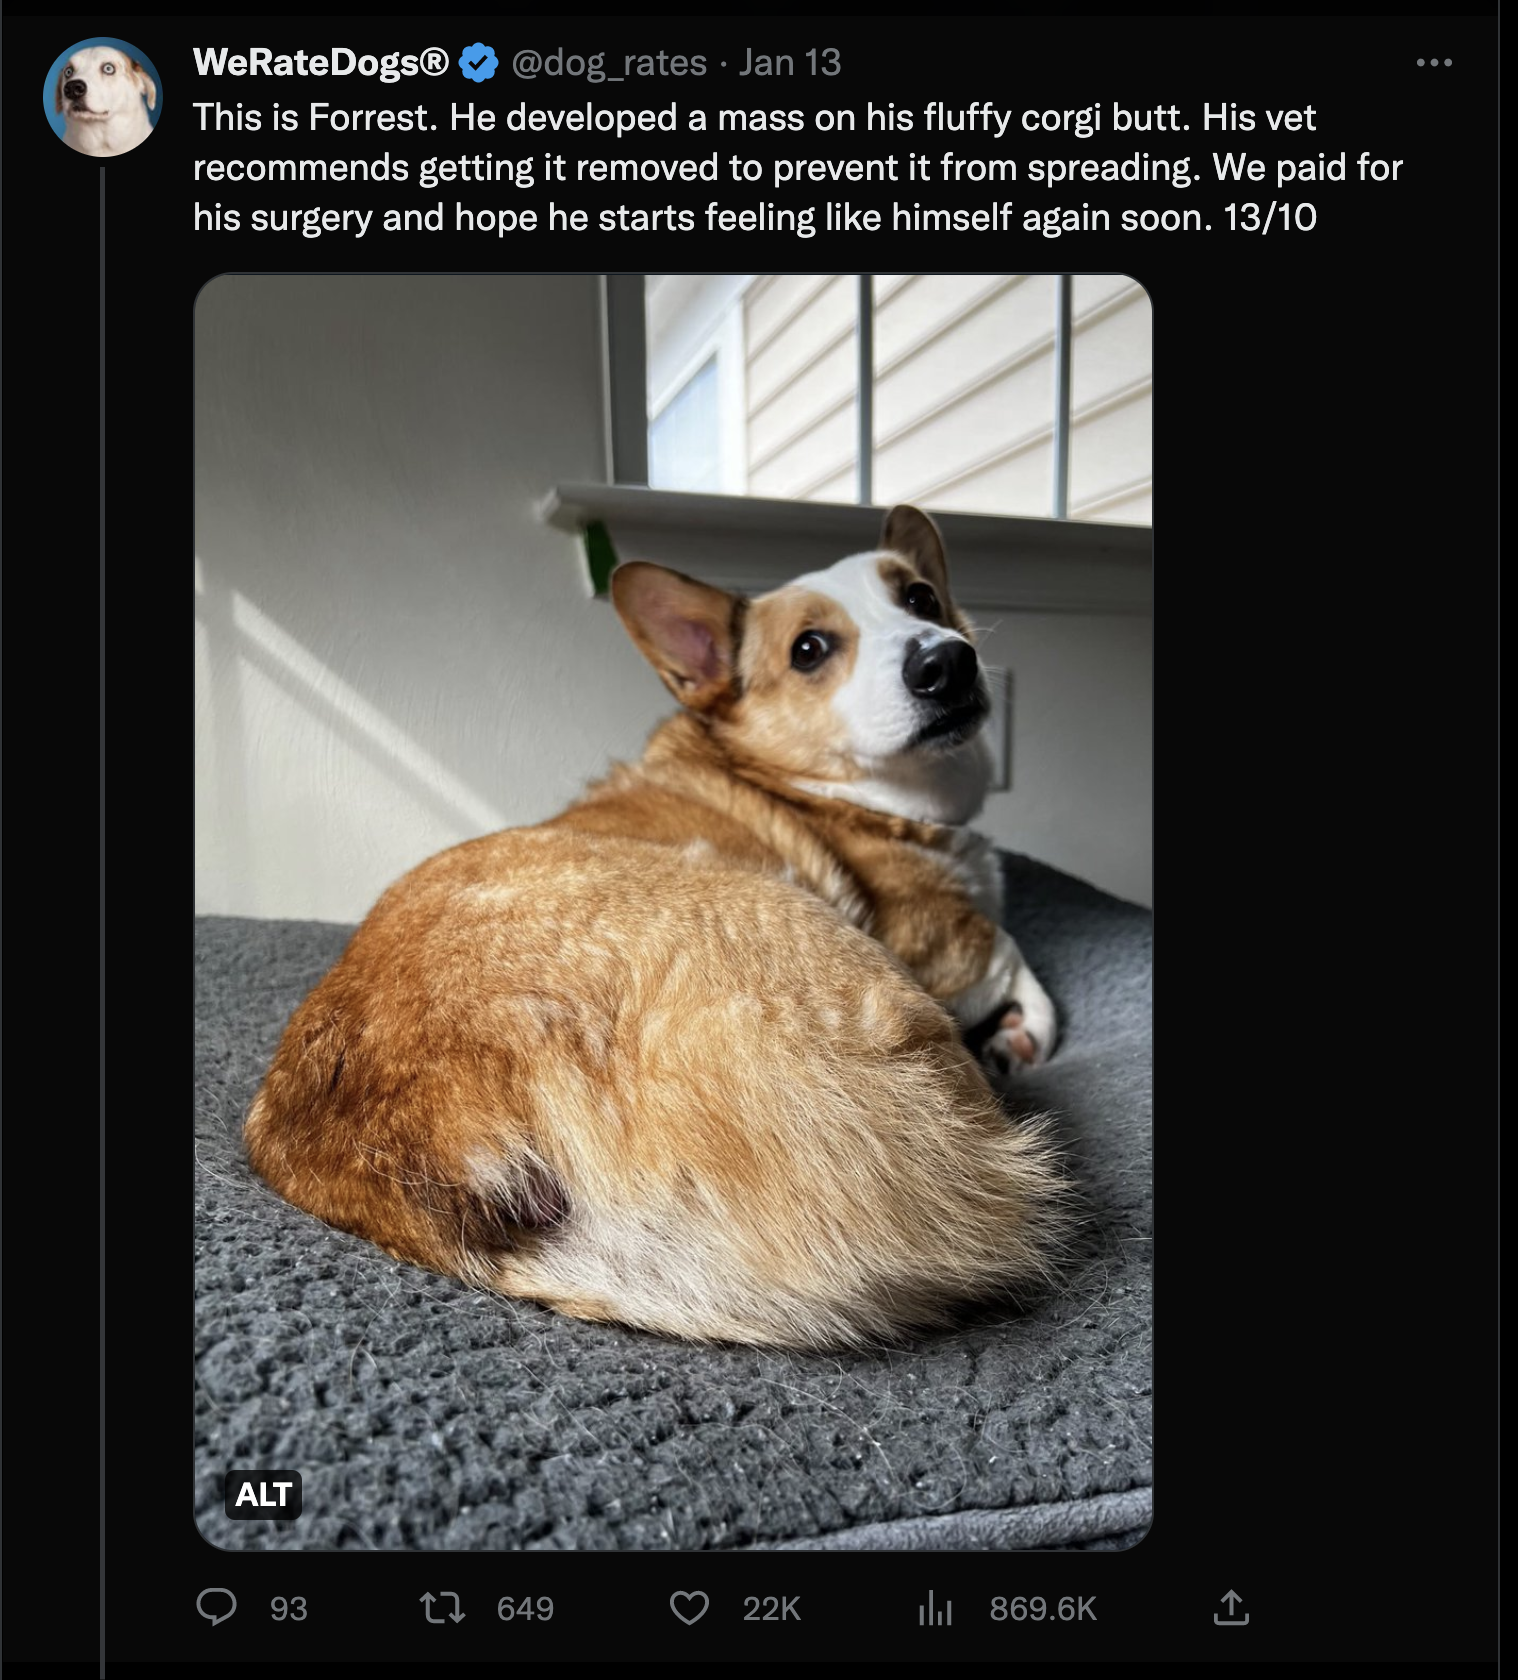 WeRateDogs® @dog_rates · Jan 13
This is Forrest. He developed a mass on his fluffy corgi butt. His vet
recommends getting it removed to prevent it from spreading. We paid for
his surgery and hope he starts feeling like himself again soon. 13/10
ALT
93 649 22K 869.6K